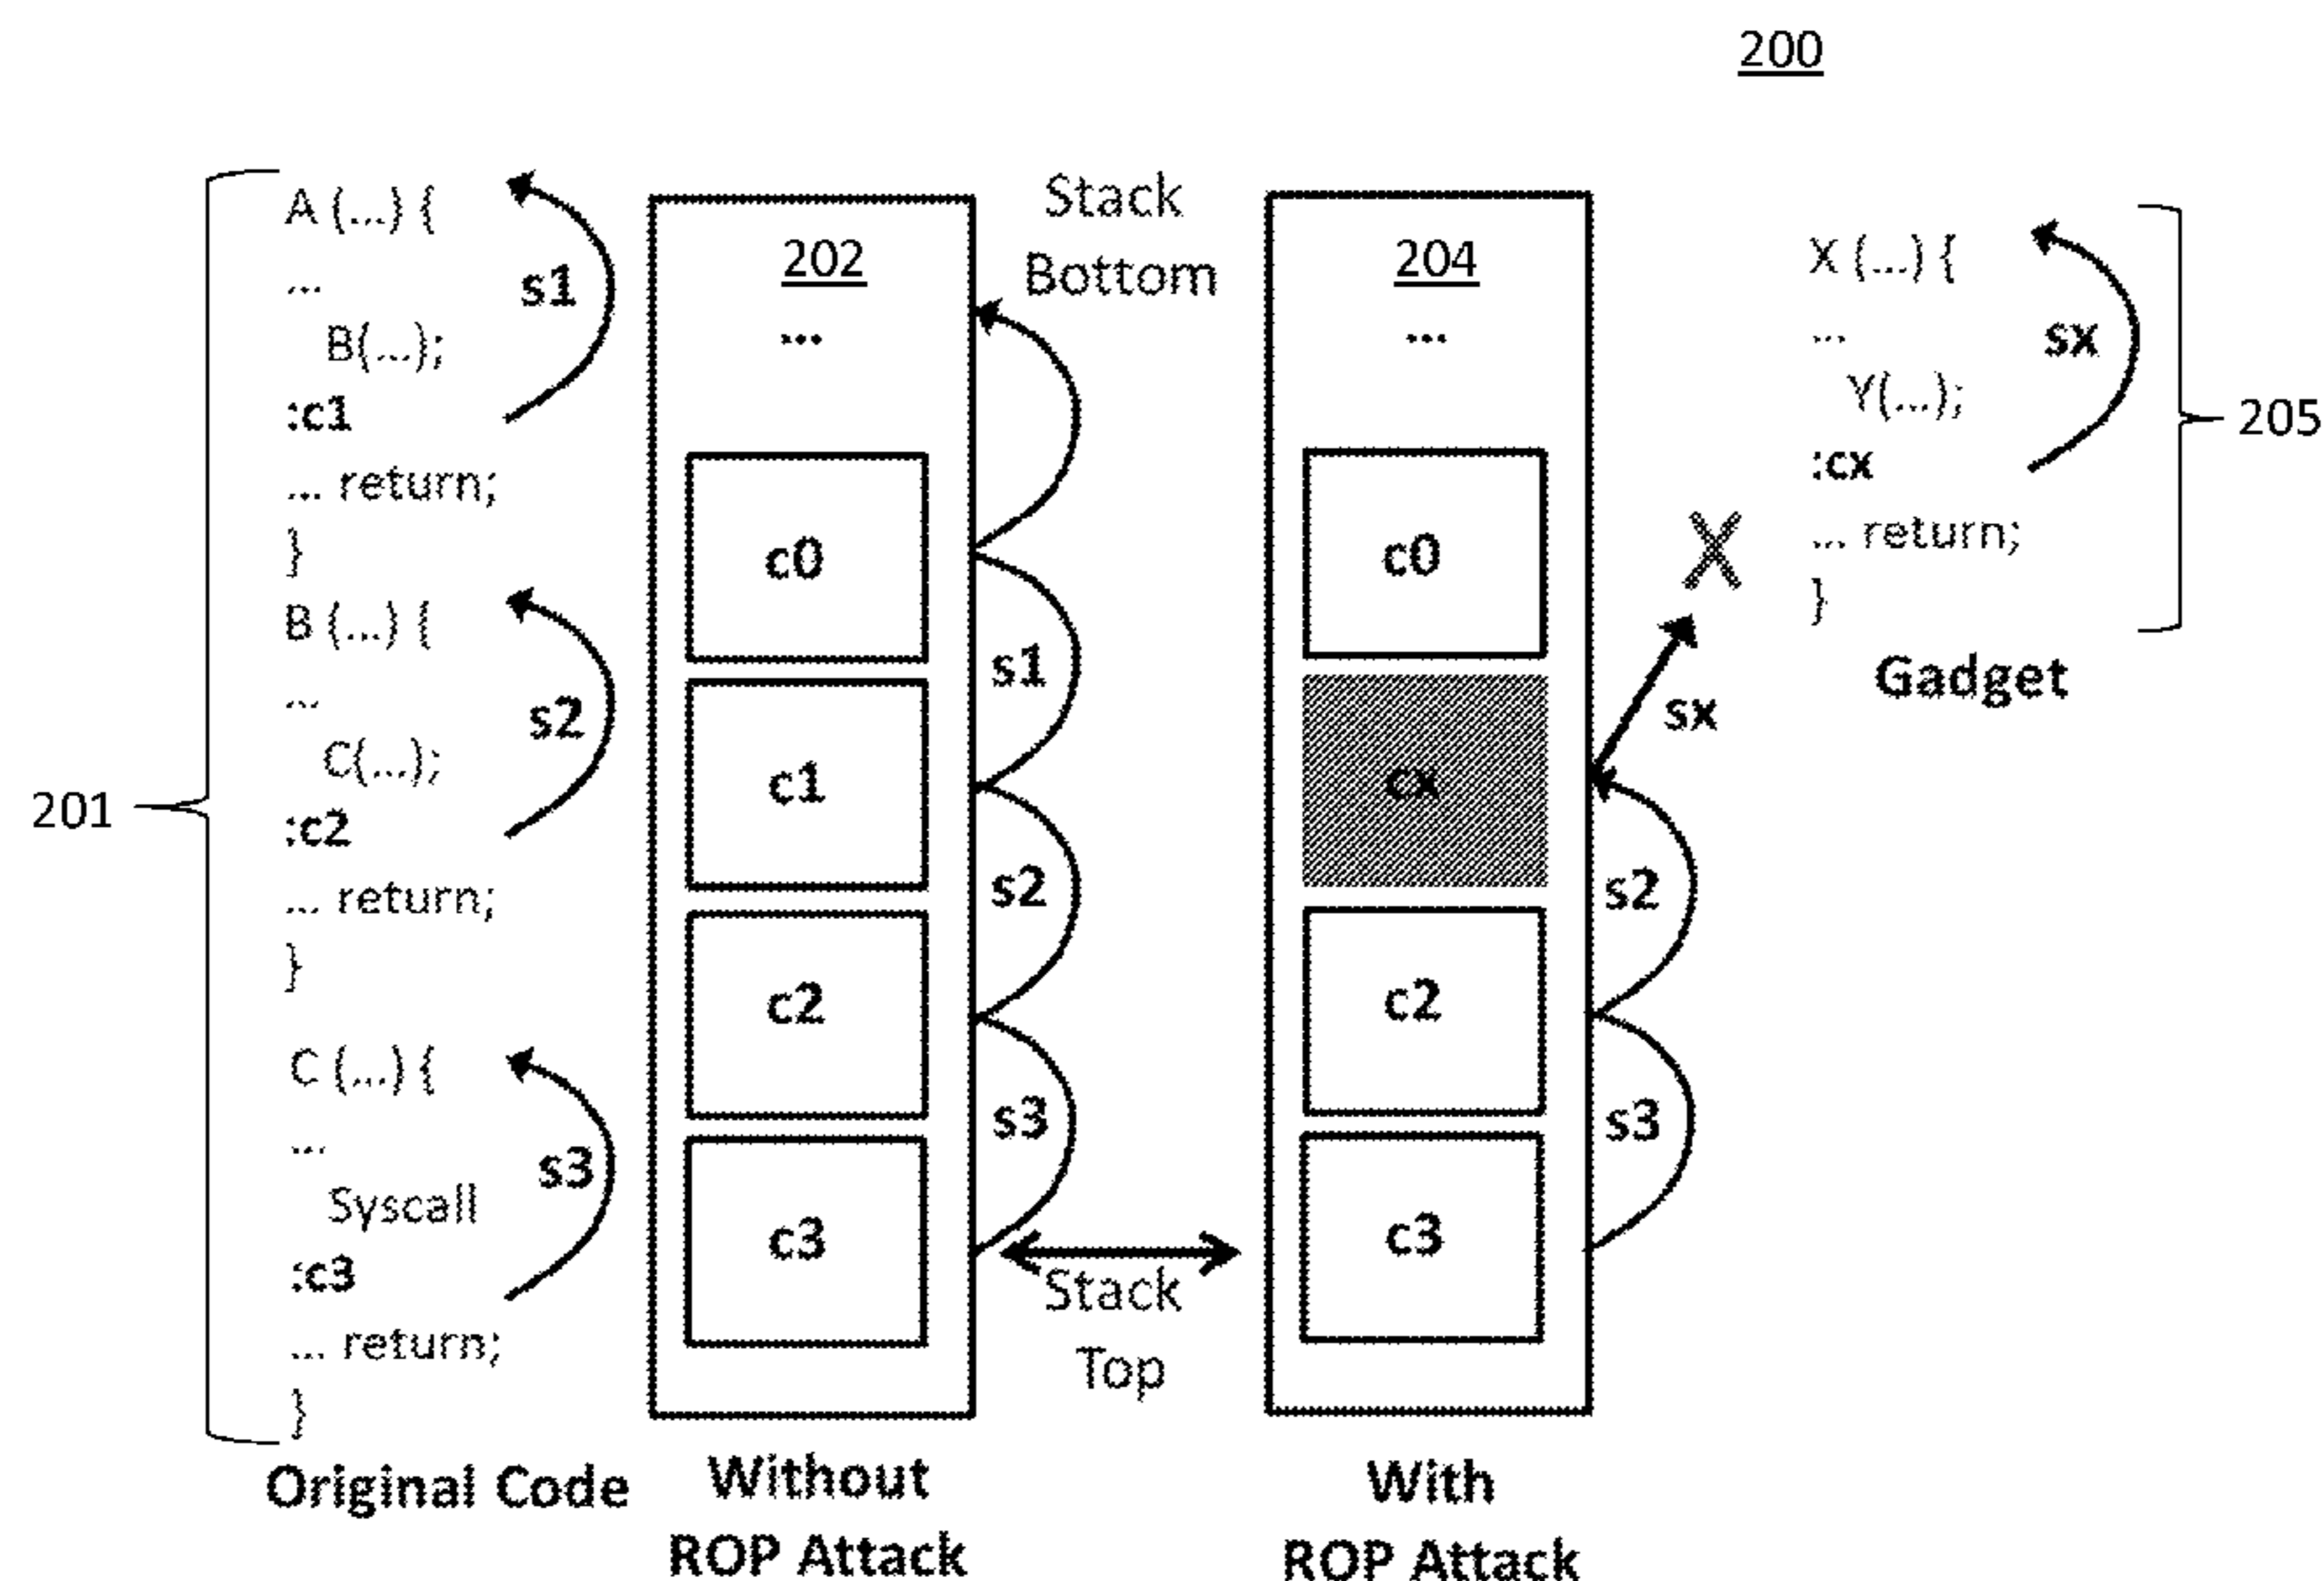 200
A (...) {
...
B(...);
:c1
... return;
}
B (...) {
...
C(...);
:c2
... return;
}
C (...) {
...
Syscall
:c3
... return;
}
s1
s2
s3
201
Original Code
202
...
c0
c1
c2
c3
Without
ROP Attack
Stack
Bottom
s1
s2
s3
Stack
Top
204
...
c0
cx
c2
c3
With
ROP Attack
sx
s2
s3
X
X (...) {
...
Y(...);
:cx
... return;
}
sx
205
Gadget